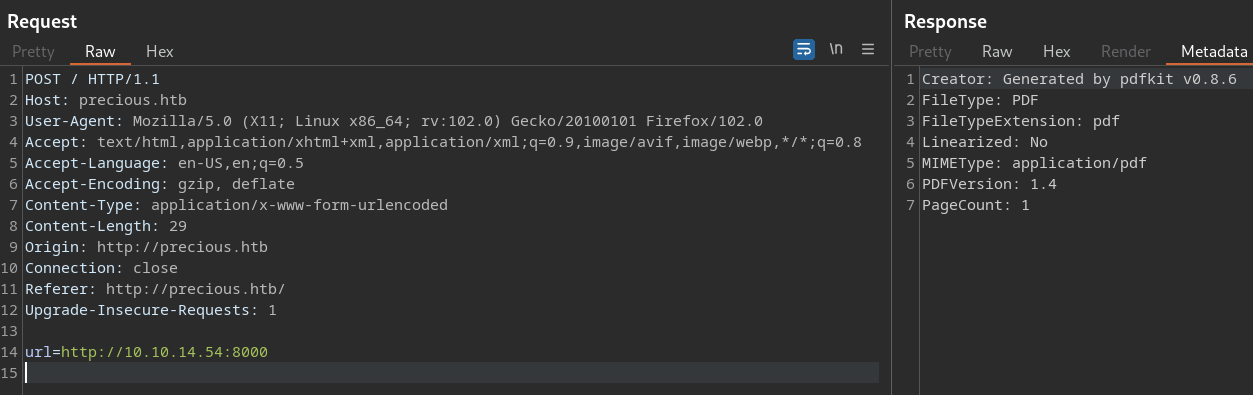 Request
Pretty Raw Hex \n
1 POST / HTTP/1.1
2 Host: precious.htb
3 User-Agent: Mozilla/5.0 (X11; Linux x86_64; rv:102.0) Gecko/20100101 Firefox/102.0
4 Accept: text/html,application/xhtml+xml,application/xml;q=0.9,image/avif,image/webp,*/*;q=0.8
5 Accept-Language: en-US,en;q=0.5
6 Accept-Encoding: gzip, deflate
7 Content-Type: application/x-www-form-urlencoded
8 Content-Length: 29
9 Origin: http://precious.htb
10 Connection: close
11 Referer: http://precious.htb/
12 Upgrade-Insecure-Requests: 1
13
14 url=http://10.10.14.54:8000
15
Response
Pretty Raw Hex Render Metadata
1 Creator: Generated by pdfkit v0.8.6
2 FileType: PDF
3 FileTypeExtension: pdf
4 Linearized: No
5 MIMEType: application/pdf
6 PDFVersion: 1.4
7 PageCount: 1